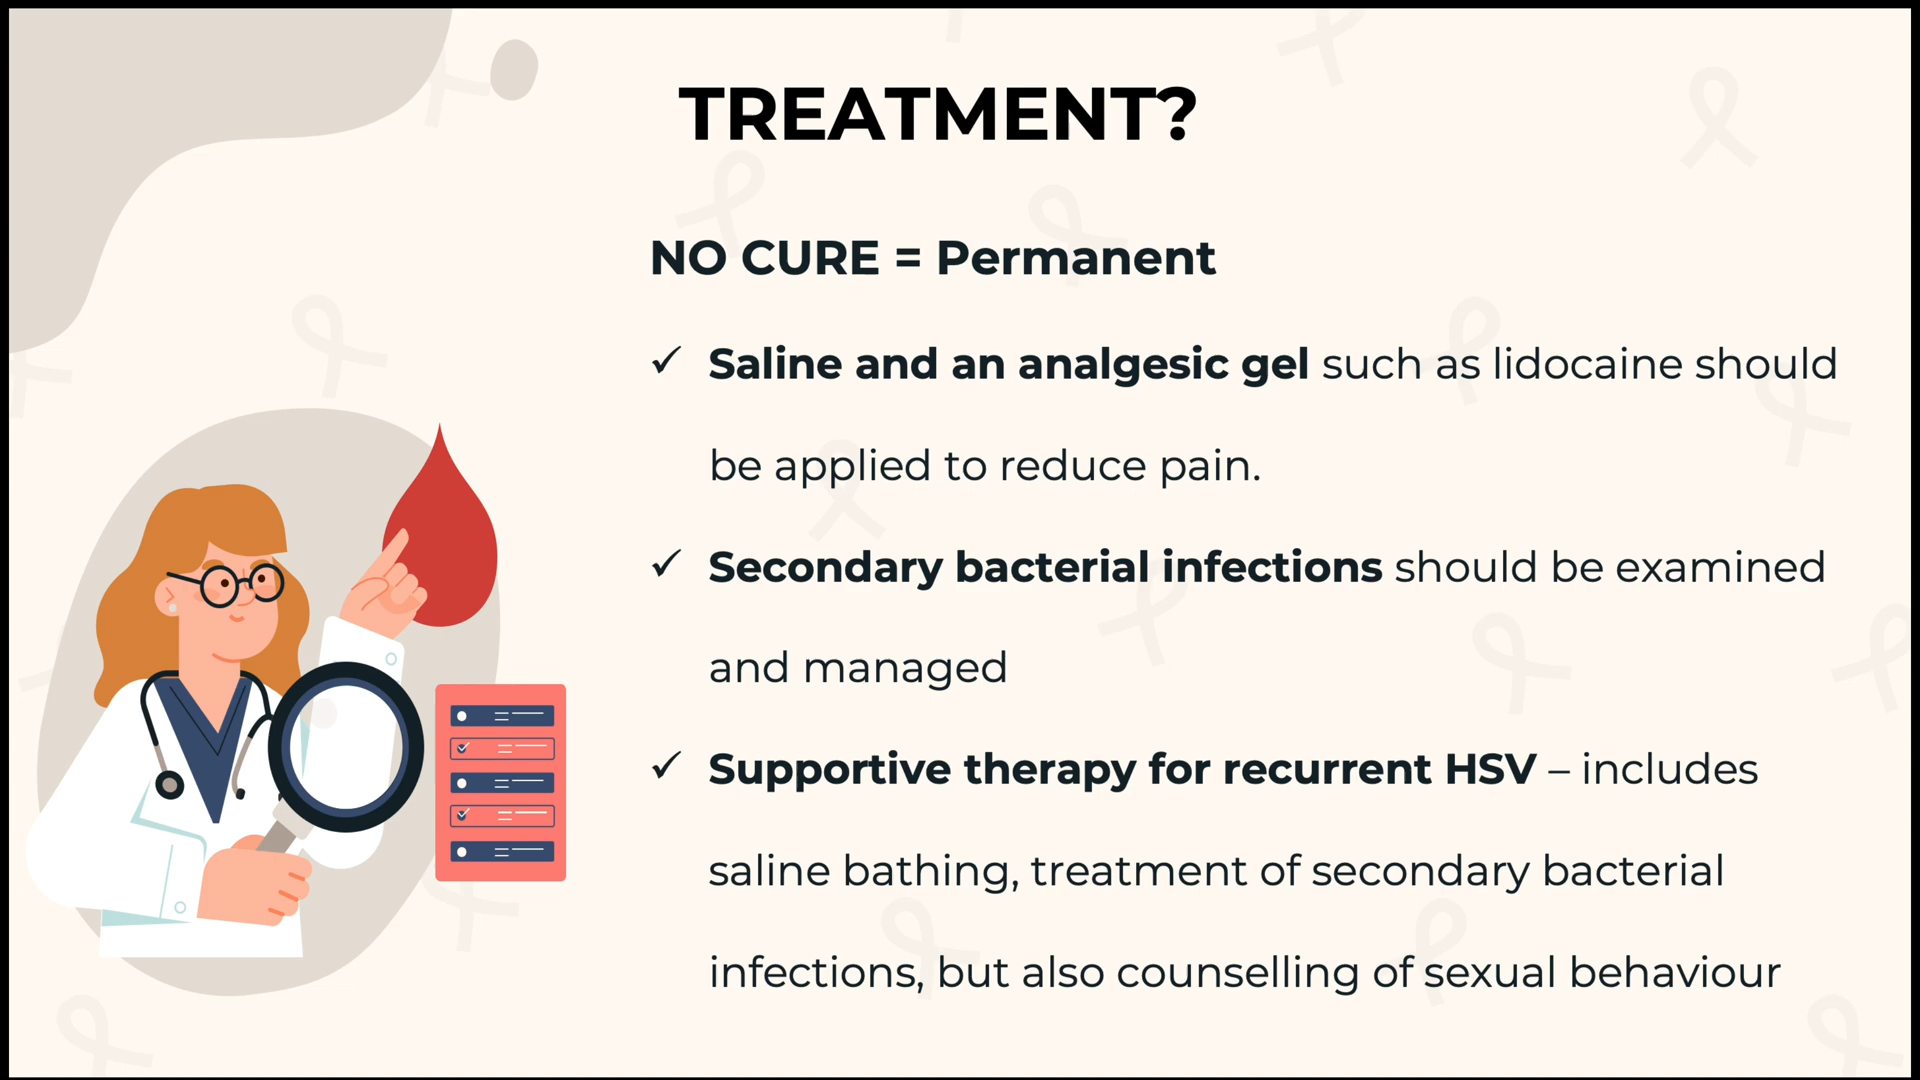 TREATMENT?
NO CURE = Permanent
✓ Saline and an analgesic gel such as lidocaine should
be applied to reduce pain.
✓ Secondary bacterial infections should be examined
and managed
✓ Supportive therapy for recurrent HSV – includes
saline bathing, treatment of secondary bacterial
infections, but also counselling of sexual behaviour